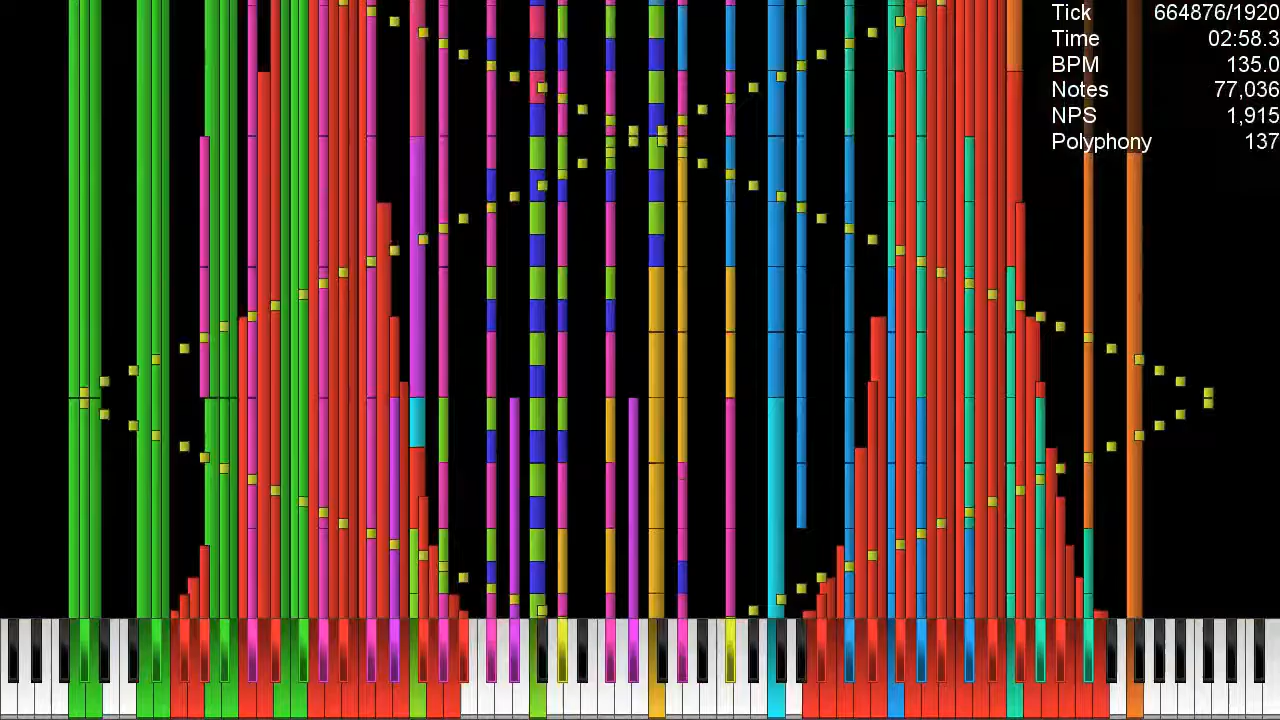 Tick 664876/1920
Time 02:58.3
BPM 135.0
Notes 77,036
NPS 1,915
Polyphony 137